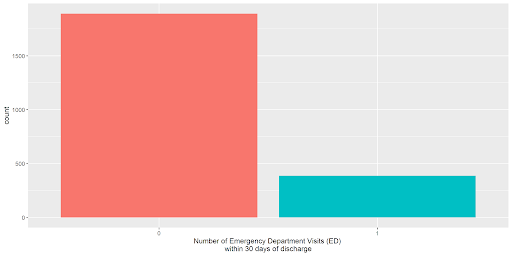 1500
1000
500
0
count
0
1
Number of Emergency Department Visits (ED)
within 30 days of discharge